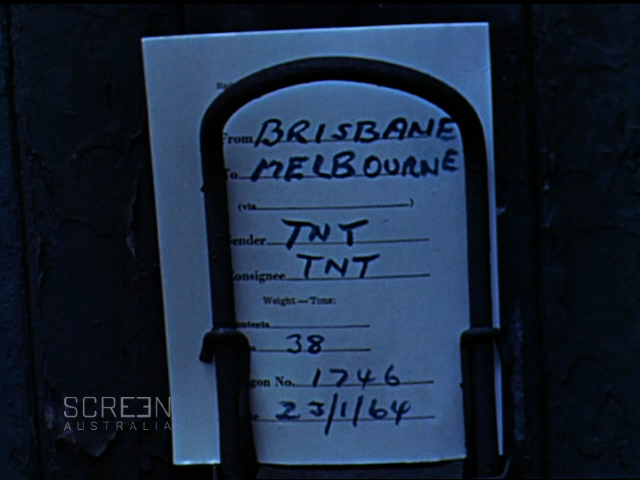 From BRISBANE
To MELBOURNE
(via )
Sender TNT
Consignee TNT
Weight.—Tons:
38
No. 1746
23/1/64
SCREEN
AUSTRALIA